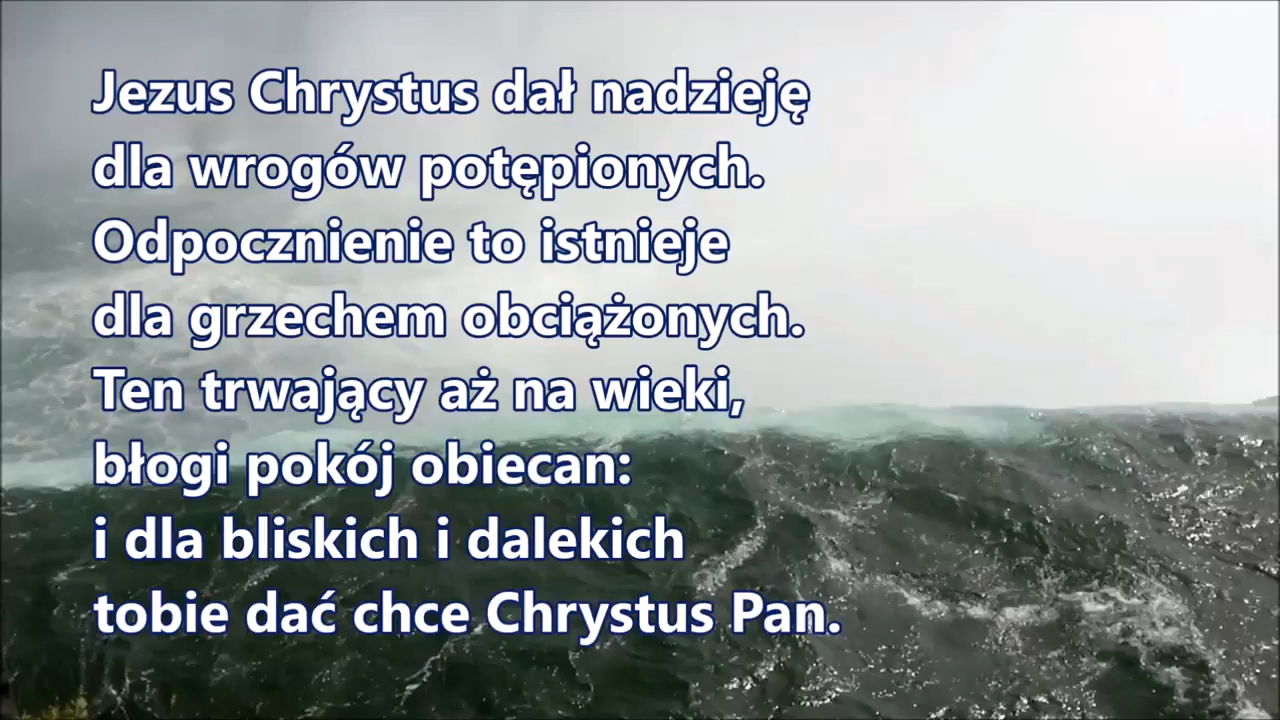 Jezus Chrystus dał nadzieję
dla wrogów potępionych.
Odpocznienie to istnieje
dla grzechem obciążonych.
Ten trwający aż na wieki,
błogi pokój obiecan:
i dla bliskich i dalekich
tobie dać chce Chrystus Pan.